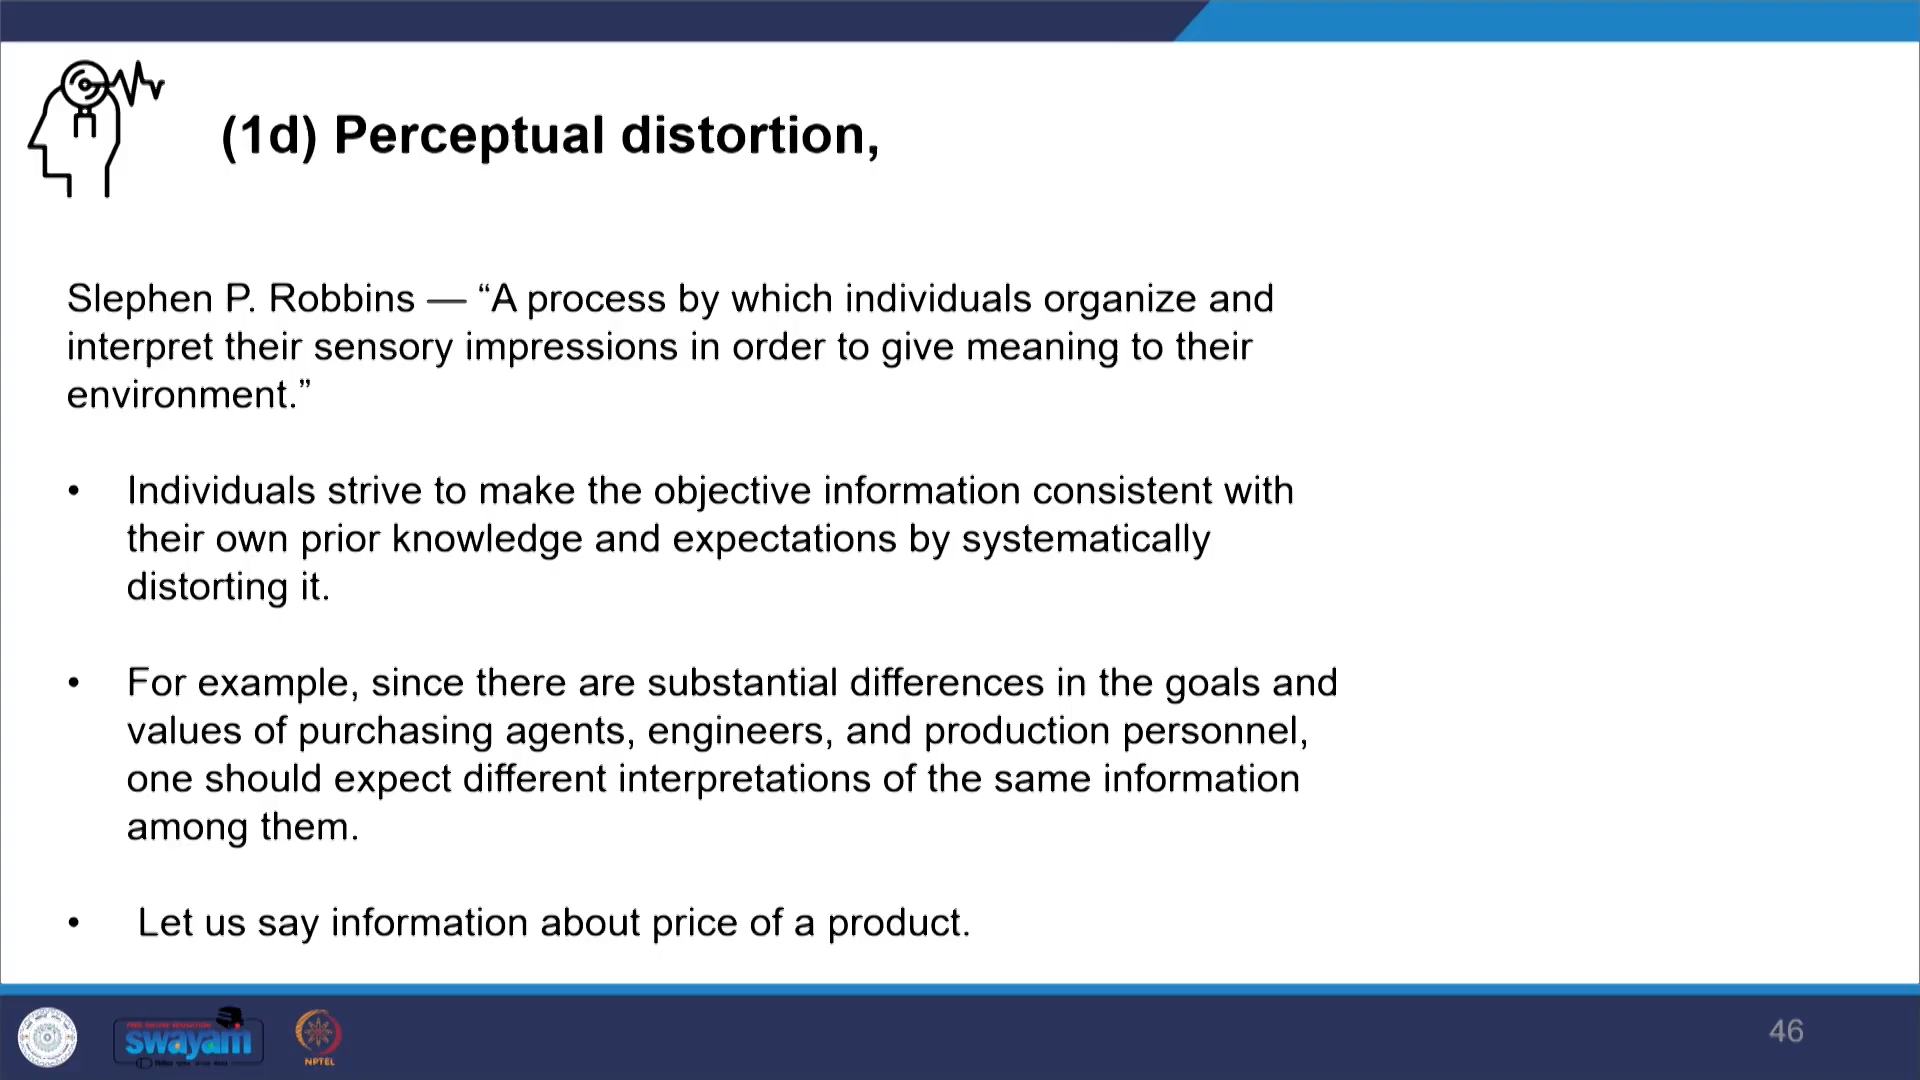 (1d) Perceptual distortion,
Slephen P. Robbins — “A process by which individuals organize and
interpret their sensory impressions in order to give meaning to their
environment.”
• Individuals strive to make the objective information consistent with
their own prior knowledge and expectations by systematically
distorting it.
• For example, since there are substantial differences in the goals and
values of purchasing agents, engineers, and production personnel,
one should expect different interpretations of the same information
among them.
• Let us say information about price of a product.
swayam
NPTEL
46